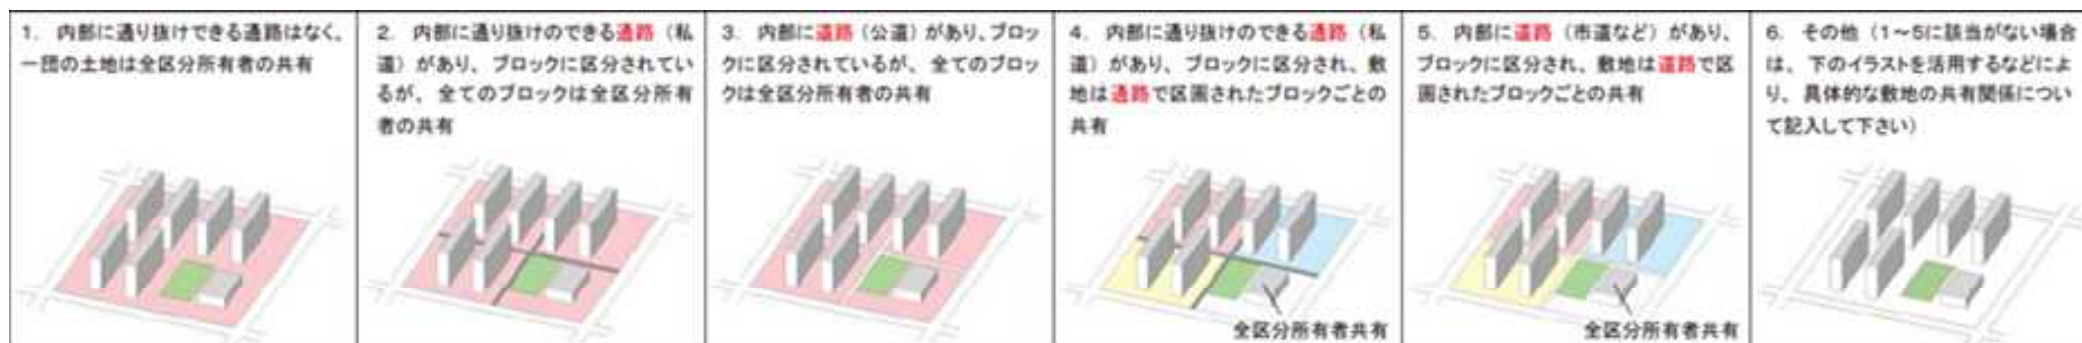 1. 内部に通り抜けできる通路はなく、
一団の土地は全区分所有者の共有
2. 内部に通り抜けのできる通路（私
道）があり、ブロックに区分されてい
るが、全てのブロックは全区分所有
者の共有
3. 内部に道路（公道）があり、ブロッ
クに区分されているが、全てのブロッ
クは全区分所有者の共有
4. 内部に通り抜けのできる通路（私
道）があり、ブロックに区分され、敷
地は通路で区画されたブロックごとの
共有
全区分所有者共有
5. 内部に道路（市道など）があり、
ブロックに区分され、敷地は道路で区
画されたブロックごとの共有
全区分所有者共有
6. その他（1～5に該当がない場合
は、下のイラストを活用するなどによ
り、具体的な敷地の共有関係につい
て記入して下さい）